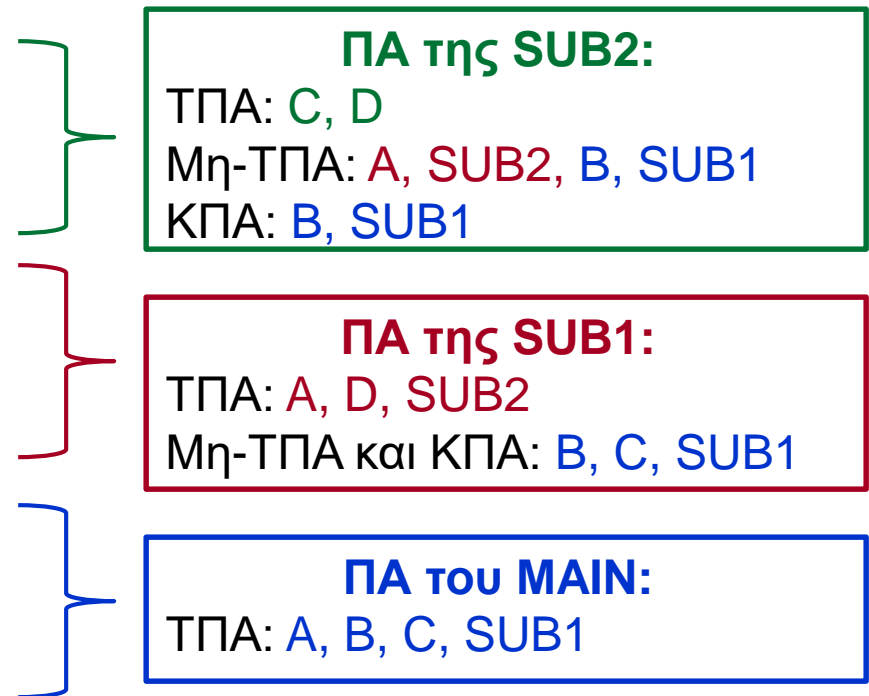 ΠΑ της SUB2:
ΤΠΑ: C, D
Μη-ΤΠΑ: A, SUB2, B, SUB1
ΚΠΑ: B, SUB1
ΠΑ της SUB1:
ΤΠΑ: A, D, SUB2
Μη-ΤΠΑ και ΚΠΑ: B, C, SUB1
ΠΑ του MAIN:
ΤΠΑ: A, B, C, SUB1